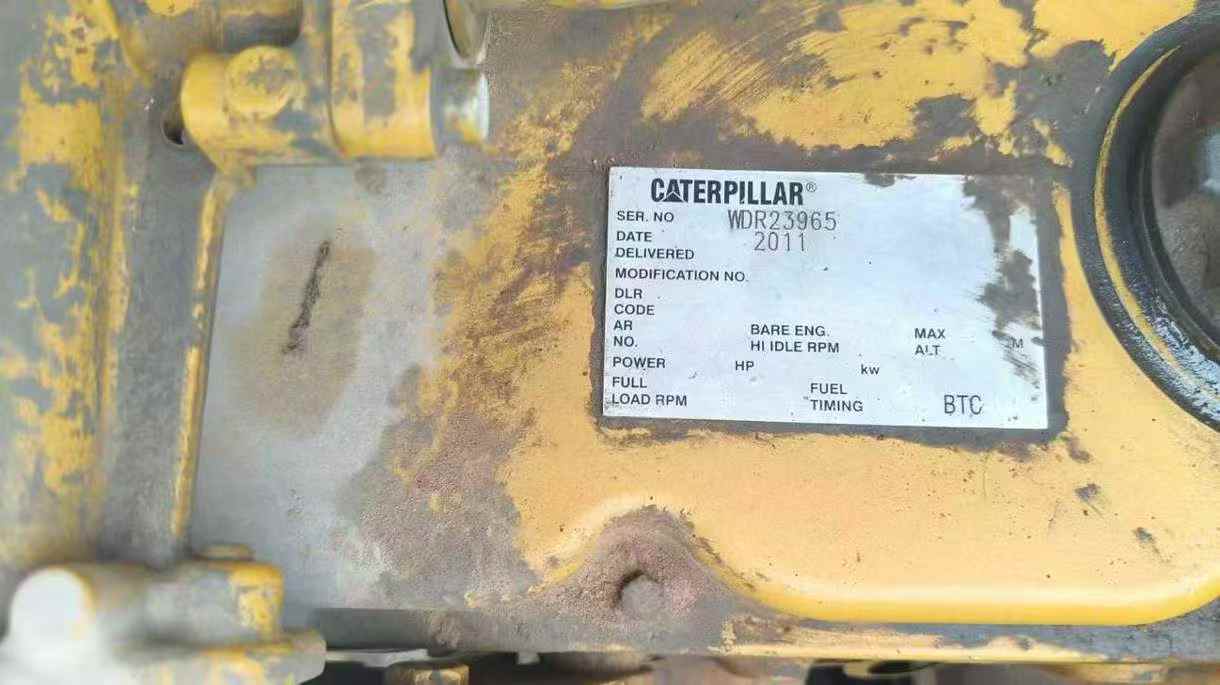 CATERPILLAR®
SER. NO WDR23965
DATE 2011
DELIVERED
MODIFICATION NO.
DLR
CODE
AR BARE ENG. MAX
NO. HI IDLE RPM ALT M
POWER HP kw
FULL FUEL
LOAD RPM TIMING BTC